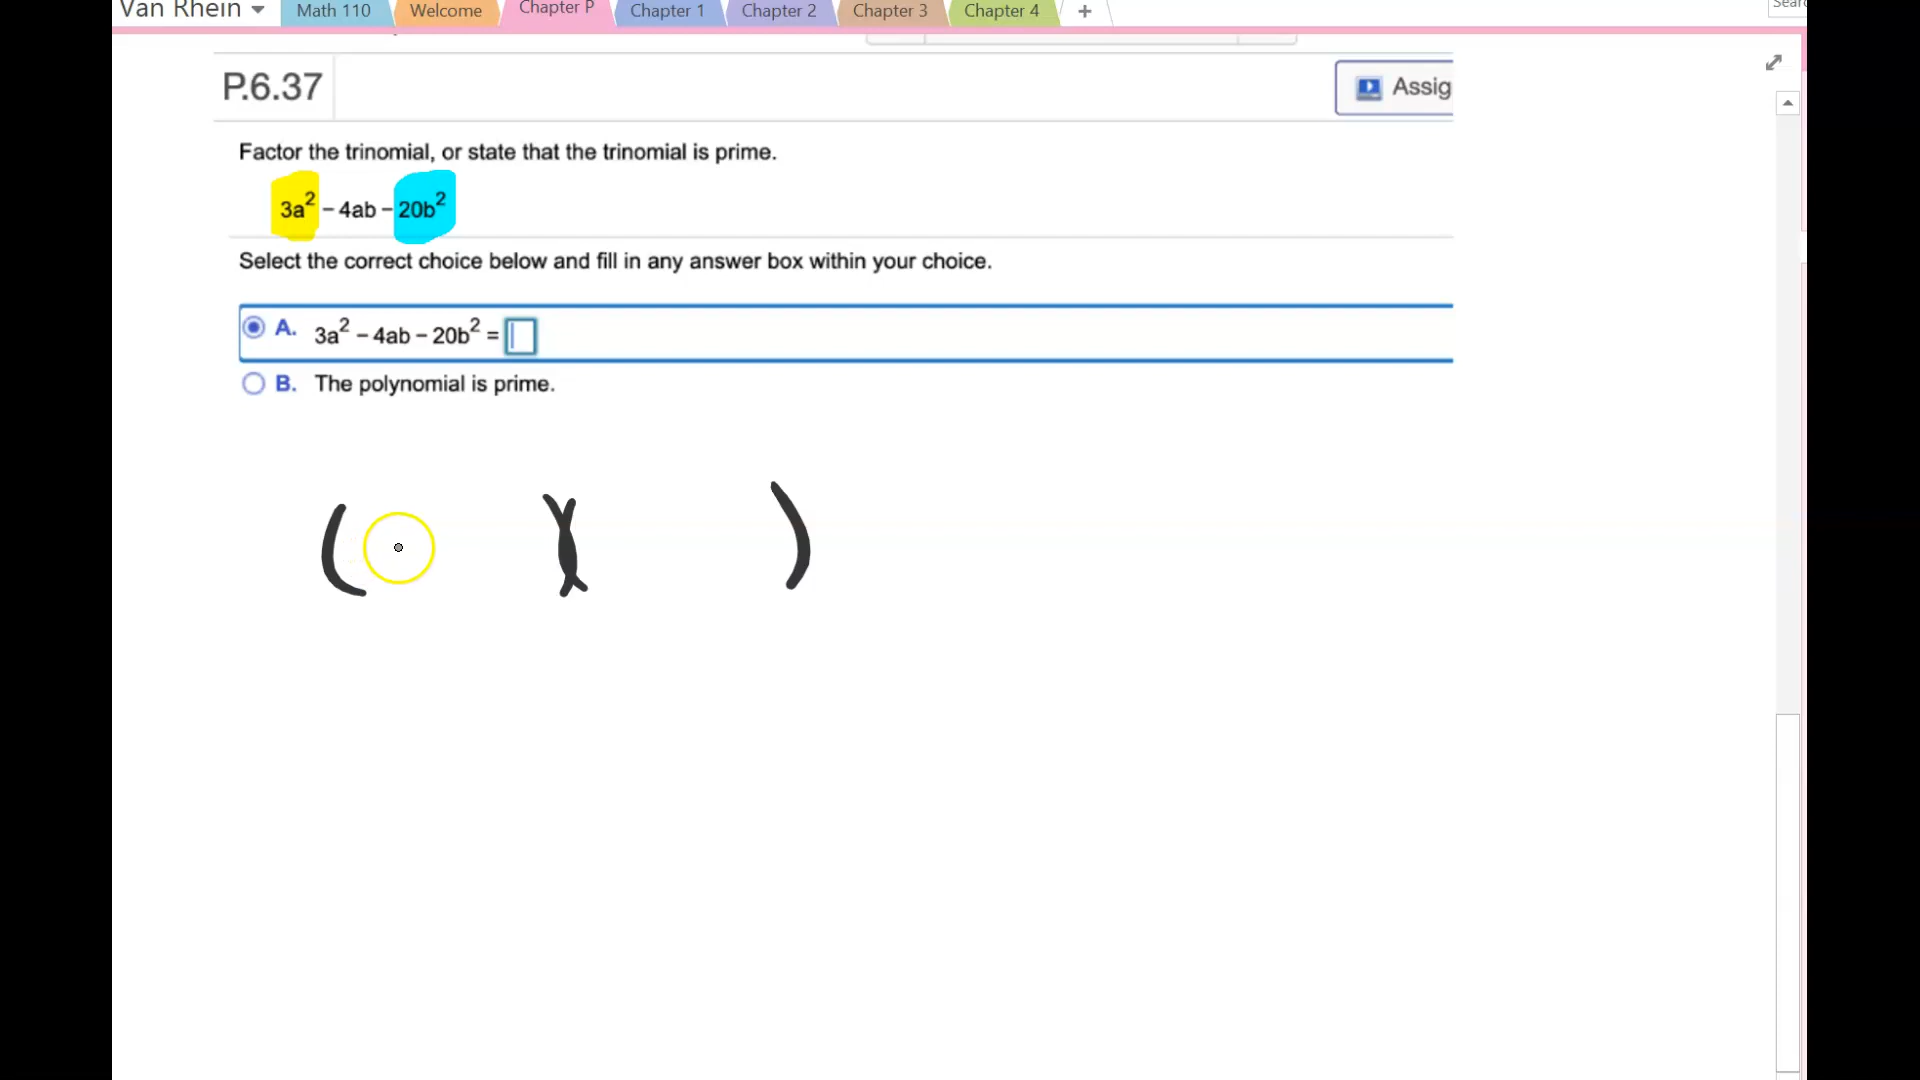 Van Rhein Math 110 Welcome Chapter P Chapter 1 Chapter 2 Chapter 3 Chapter 4 +
P.6.37 Assig
Factor the trinomial, or state that the trinomial is prime.
3a² − 4ab − 20b²
Select the correct choice below and fill in any answer box within your choice.
A. 3a² − 4ab − 20b² =
B. The polynomial is prime.
( )( )